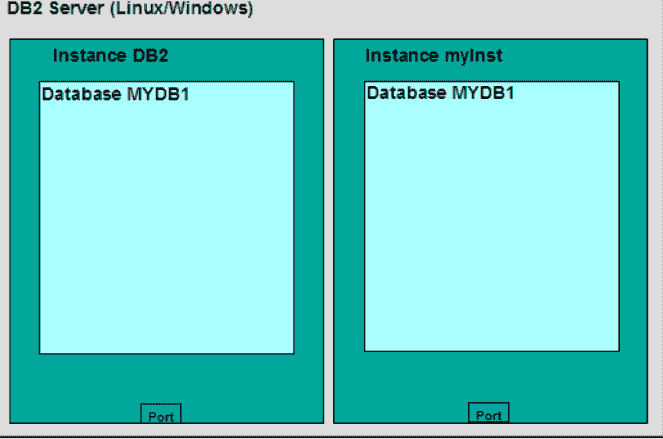 DB2 Server (Linux/Windows)
Instance DB2
Database MYDB1
Port
Instance myInst
Database MYDB1
Port